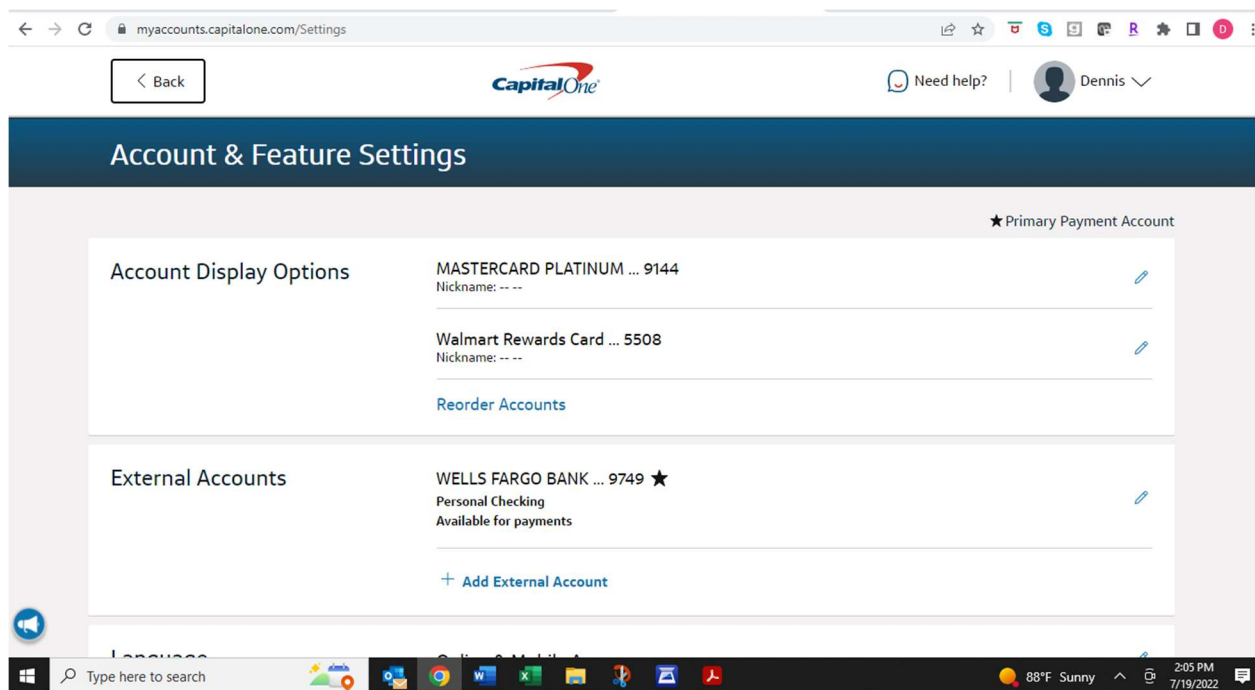 myaccounts.capitalone.com/Settings
Back
CapitalOne
Need help?
Dennis
Account & Feature Settings
★ Primary Payment Account
Account Display Options
MASTERCARD PLATINUM ... 9144
Nickname: -- --
Walmart Rewards Card ... 5508
Nickname: -- --
Reorder Accounts
External Accounts
WELLS FARGO BANK ... 9749 ★
Personal Checking
Available for payments
+ Add External Account
Type here to search
88°F Sunny
2:05 PM
7/19/2022